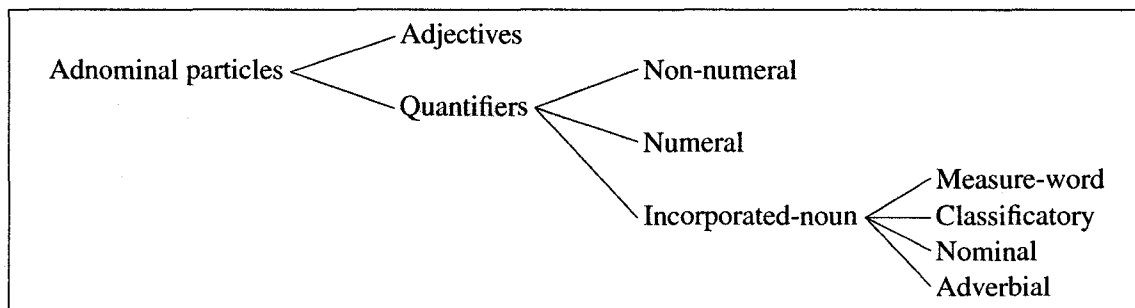 Adjectives
Adnominal particles
Non-numeral
Quantifiers
Numeral
Measure-word
Incorporated-noun
Classificatory
Nominal
Adverbial